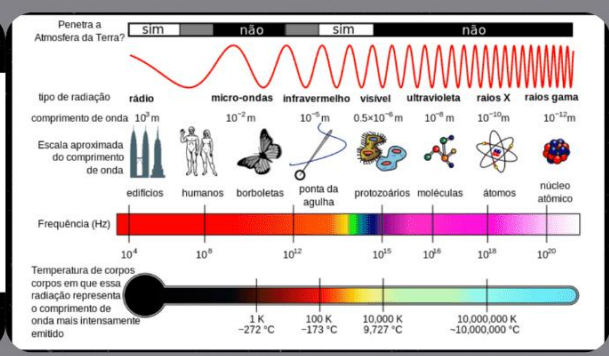 Penetra a
Atmosfera da Terra?
sim não sim não
tipo de radiação rádio micro-ondas infravermelho visível ultravioleta raios X raios gama
comprimento de onda 10³ m 10⁻² m 10⁻⁵ m 0.5×10⁻⁶ m 10⁻⁸ m 10⁻¹⁰ m 10⁻¹² m
Escala aproximada
do comprimento
de onda
edifícios humanos borboletas ponta da agulha protozoários moléculas átomos núcleo atômico
Frequência (Hz)
10⁴ 10⁸ 10¹² 10¹⁵ 10¹⁶ 10¹⁸ 10²⁰
Temperatura de corpos
corpos em que essa
radiação representa
o comprimento de
onda mais intensamente
emitido
1 K 100 K 10,000 K 10,000,000 K
−272 °C −173 °C 9,727 °C ~10,000,000 °C